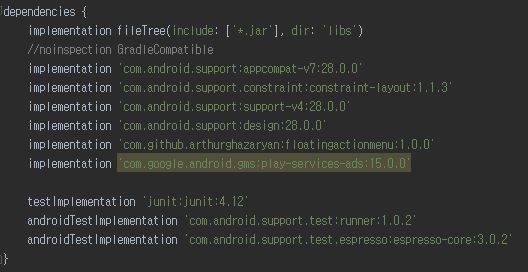 dependencies {
    implementation fileTree(include: ['*.jar'], dir: 'libs')
    //noinspection GradleCompatible
    implementation 'com.android.support:appcompat-v7:28.0.0'
    implementation 'com.android.support.constraint:constraint-layout:1.1.3'
    implementation 'com.android.support:support-v4:28.0.0'
    implementation 'com.android.support:design:28.0.0'
    implementation 'com.github.arthurghazaryan:floatingactionmenu:1.0.0'
    implementation 'com.google.android.gms:play-services-ads:15.0.0'
    testImplementation 'junit:junit:4.12'
    androidTestImplementation 'com.android.support.test:runner:1.0.2'
    androidTestImplementation 'com.android.support.test.espresso:espresso-core:3.0.2'
}